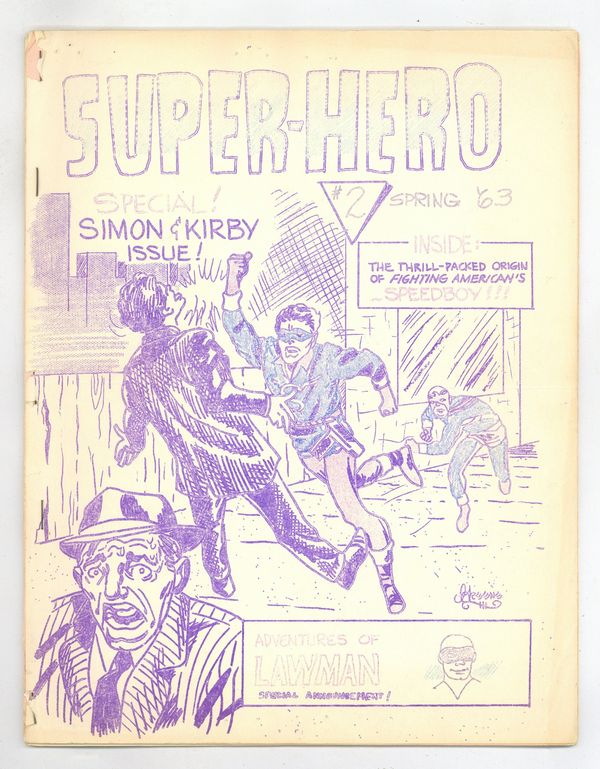 SUPER-HERO
#2 SPRING '63
SPECIAL!
SIMON & KIRBY
ISSUE!
INSIDE:
THE THRILL-PACKED ORIGIN
OF FIGHTING AMERICAN'S
~SPEEDBOY!!!
ADVENTURES OF
LAWMAN
SPECIAL ANNOUNCEMENT!